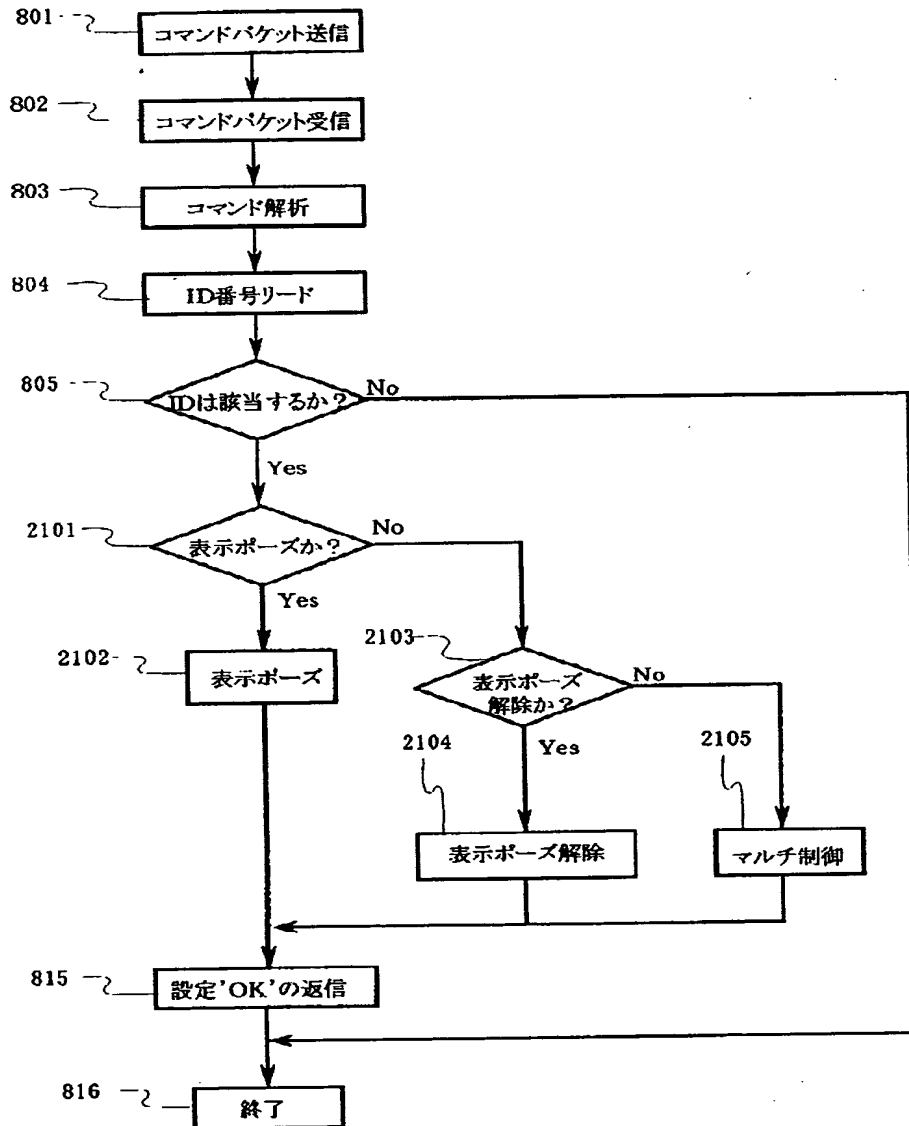 801
コマンドパケット送信
802
コマンドパケット受信
803
コマンド解析
804
ID番号リード
805
IDは該当するか？
No
Yes
2101
表示ポーズか？
No
Yes
2102
表示ポーズ
2103
表示ポーズ
解除か？
No
Yes
2104
表示ポーズ解除
2105
マルチ制御
815
設定'OK'の返信
816
終了